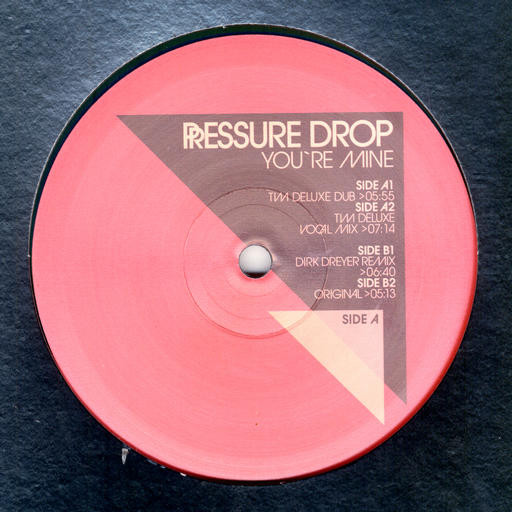 PRESSURE DROP
YOU`RE MINE
SIDE A1
TIM DELUXE DUB >05:55
SIDE A2
TIM DELUXE
VOCAL MIX >07:14
SIDE B1
DIRK DREYER REMIX
>06:40
SIDE B2
ORIGINAL >05:13
SIDE A